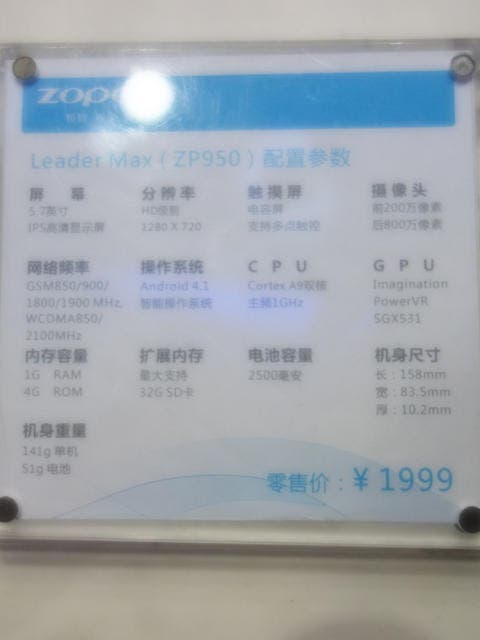 zopo
Leader Max（ZP950）配置参数
屏 幕
5.7英寸
IPS高清显示屏
分 辨 率
HD级别
1280 X 720
触 摸 屏
电容屏
支持多点触控
摄 像 头
前200万像素
后800万像素
网络频率
GSM850/900/
1800/1900 MHz,
WCDMA850/
2100MHz
操作系统
Android 4.1
智能操作系统
C P U
Cortex A9双核
主频1GHz
G P U
Imagination
PowerVR
SGX531
内存容量
1G RAM
4G ROM
扩展内存
最大支持
32G SD卡
电池容量
2500毫安
机身尺寸
长：158mm
宽：83.5mm
厚：10.2mm
机身重量
141g 单机
51g 电池
零售价：¥ 1999